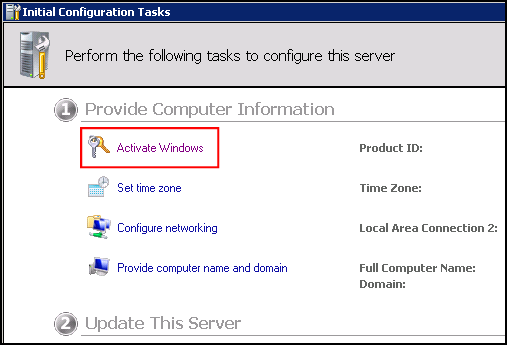 Initial Configuration Tasks
Perform the following tasks to configure this server
1 Provide Computer Information
Activate Windows Product ID:
Set time zone Time Zone:
Configure networking Local Area Connection 2:
Provide computer name and domain Full Computer Name:
Domain:
2 Update This Server